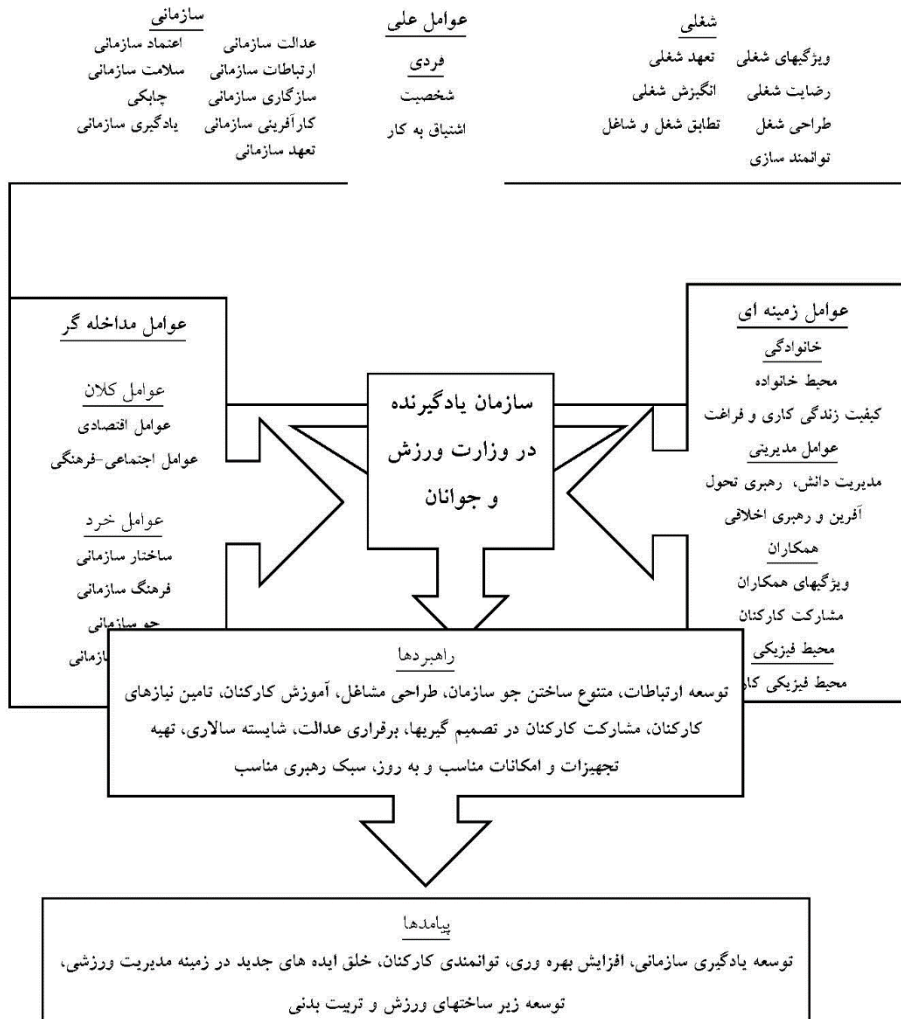 عوامل علی
شغلی
ویژگیهای شغلی تعهد شغلی
رضایت شغلی انگیزش شغلی
طراحی شغل تطابق شغل و شاغل
توانمند سازی
فردی
شخصیت
اشتیاق به کار
سازمانی
عدالت سازمانی اعتماد سازمانی
ارتباطات سازمانی سلامت سازمانی
سازگاری سازمانی چابکی
کارآفرینی سازمانی یادگیری سازمانی
تعهد سازمانی
عوامل زمینه ای
خانوادگی
محیط خانواده
کیفیت زندگی کاری و فراغت
عوامل مدیریتی
مدیریت دانش، رهبری تحول
آفرین و رهبری اخلاقی
همکاران
ویژگیهای همکاران
مشارکت کارکنان
محیط فیزیکی
محیط فیزیکی
سازمان یادگیرنده
در وزارت ورزش
و جوانان
عوامل مداخله گر
عوامل کلان
عوامل اقتصادی
عوامل اجتماعی-فرهنگی
عوامل خرد
ساختار سازمانی
فرهنگ سازمانی
جو سازمانی
راهبردها
توسعه ارتباطات، متنوع ساختن جو سازمان، طراحی مشاغل، آموزش کارکنان، تامین نیازهای
کارکنان، مشارکت کارکنان در تصمیم گیریها، برقراری عدالت، شایسته سالاری، تهیه
تجهیزات و امکانات مناسب و به روز، سبک رهبری مناسب
پیامدها
توسعه یادگیری سازمانی، افزایش بهره وری، توانمندی کارکنان، خلق ایده های جدید در زمینه مدیریت ورزشی،
توسعه زیر ساختهای ورزش و تربیت بدنی